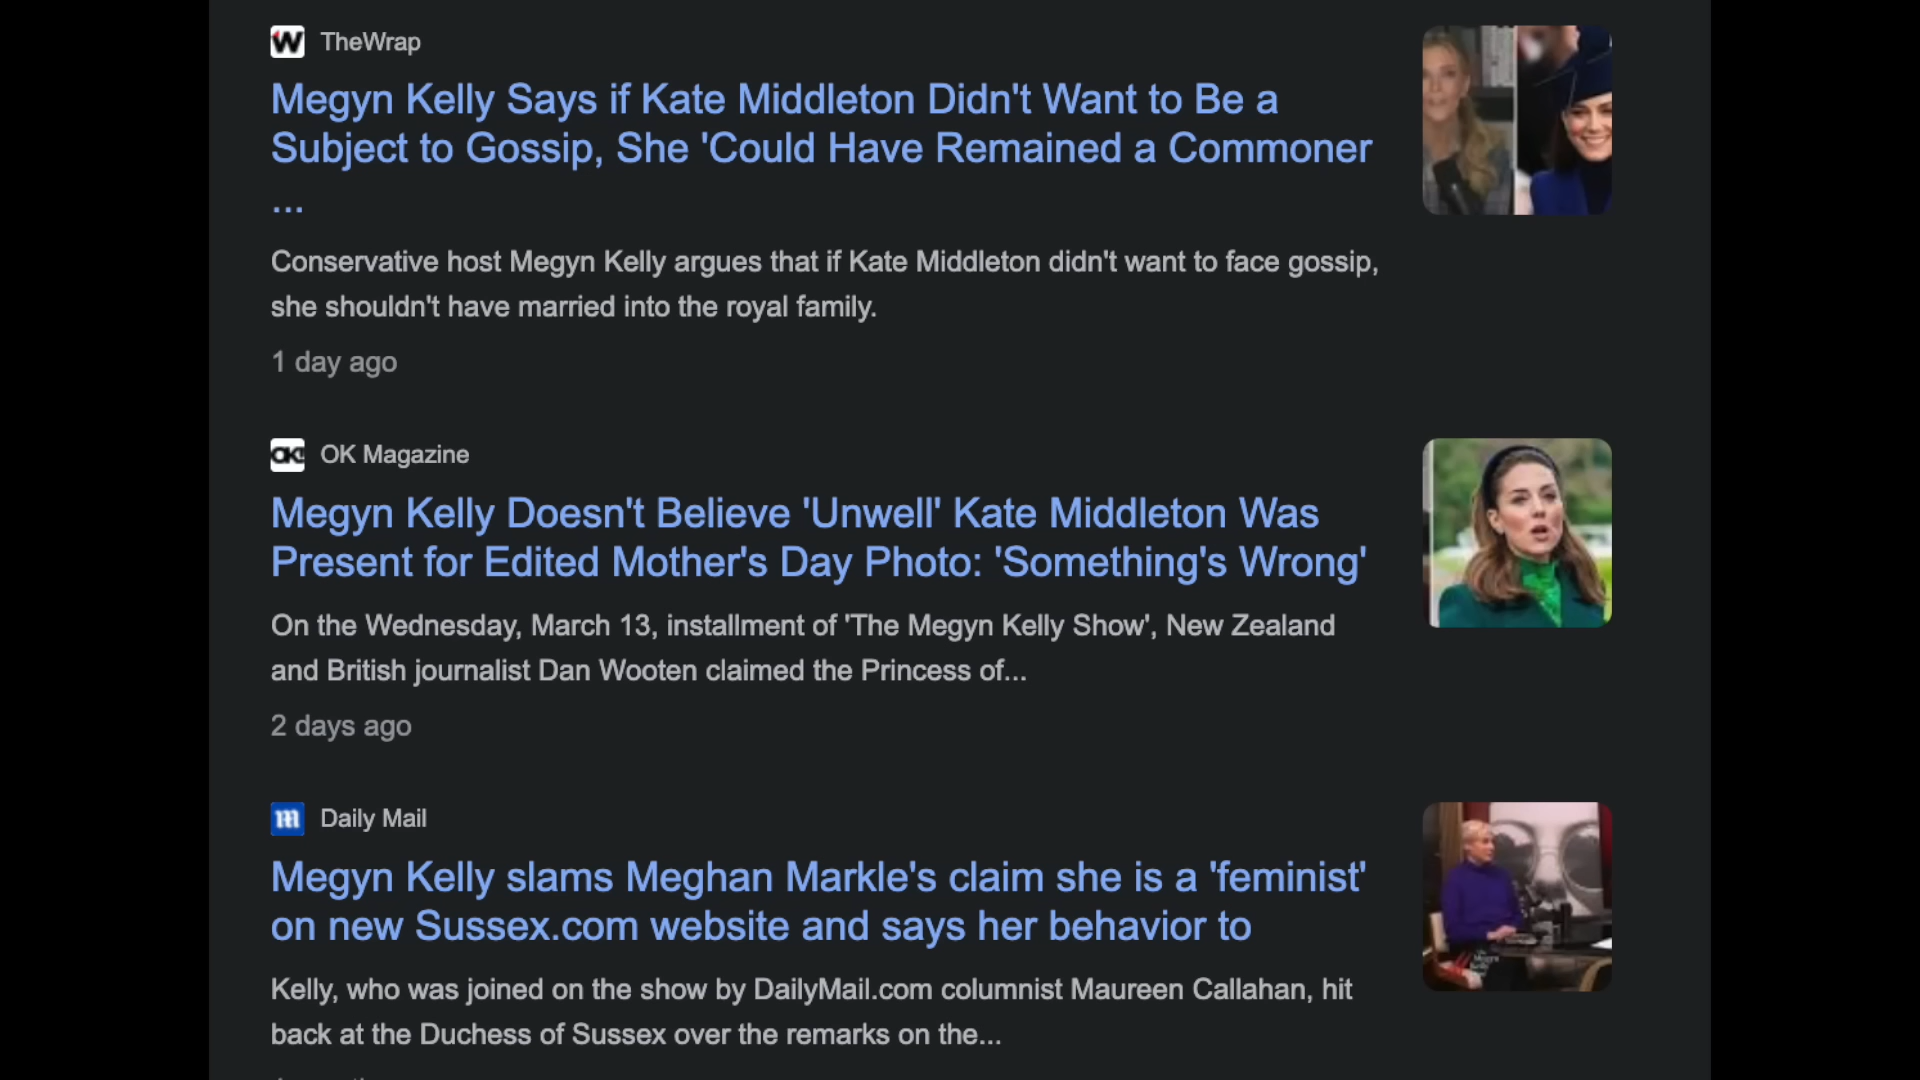 TheWrap
Megyn Kelly Says if Kate Middleton Didn't Want to Be a
Subject to Gossip, She 'Could Have Remained a Commoner
...
Conservative host Megyn Kelly argues that if Kate Middleton didn't want to face gossip,
she shouldn't have married into the royal family.
1 day ago
OK!
OK Magazine
Megyn Kelly Doesn't Believe 'Unwell' Kate Middleton Was
Present for Edited Mother's Day Photo: 'Something's Wrong'
On the Wednesday, March 13, installment of 'The Megyn Kelly Show', New Zealand
and British journalist Dan Wooten claimed the Princess of...
2 days ago
Daily Mail
Megyn Kelly slams Meghan Markle's claim she is a 'feminist'
on new Sussex.com website and says her behavior to
Kelly, who was joined on the show by DailyMail.com columnist Maureen Callahan, hit
back at the Duchess of Sussex over the remarks on the...